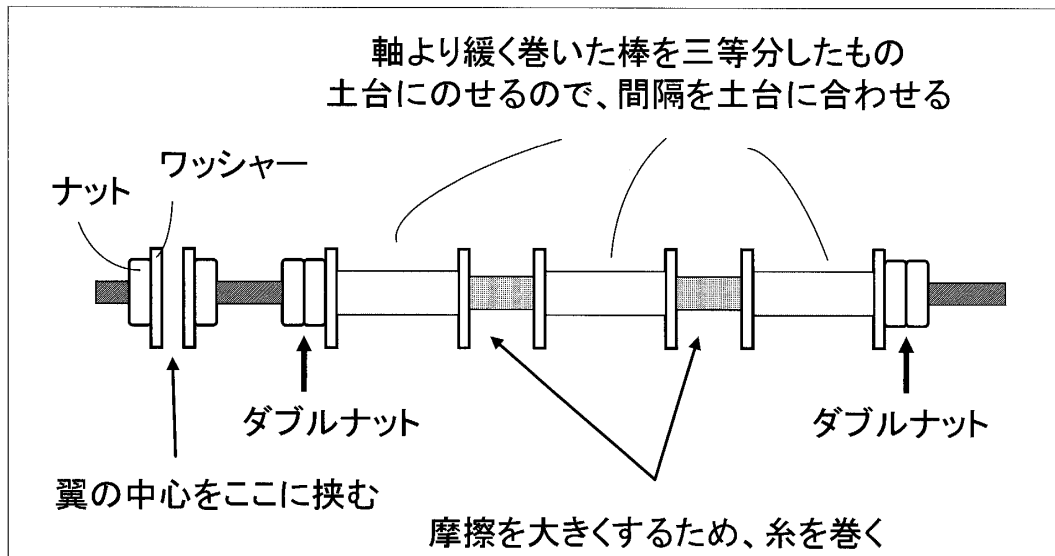 軸より緩く巻いた棒を三等分したもの
土台にのせるので、間隔を土台に合わせる
ワッシャー
ナット
ダブルナット
ダブルナット
翼の中心をここに挟む
摩擦を大きくするため、糸を巻く